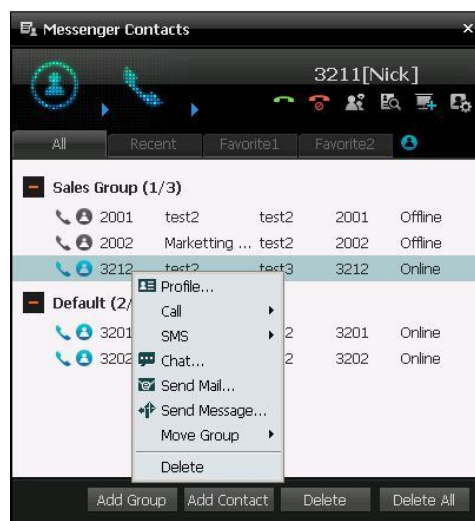 Messenger Contacts
3211[Nick]
All Recent Favorite1 Favorite2
Sales Group (1/3)
2001 test2 test2 2001 Offline
2002 Marketting ... test2 2002 Offline
3212 test2 test3 3212 Online
Profile...
Default (2/
Call
3201 2 3201 Online
SMS
3202 2 3202 Online
Chat...
Send Mail...
Send Message...
Move Group
Delete
Add Group Add Contact Delete Delete All